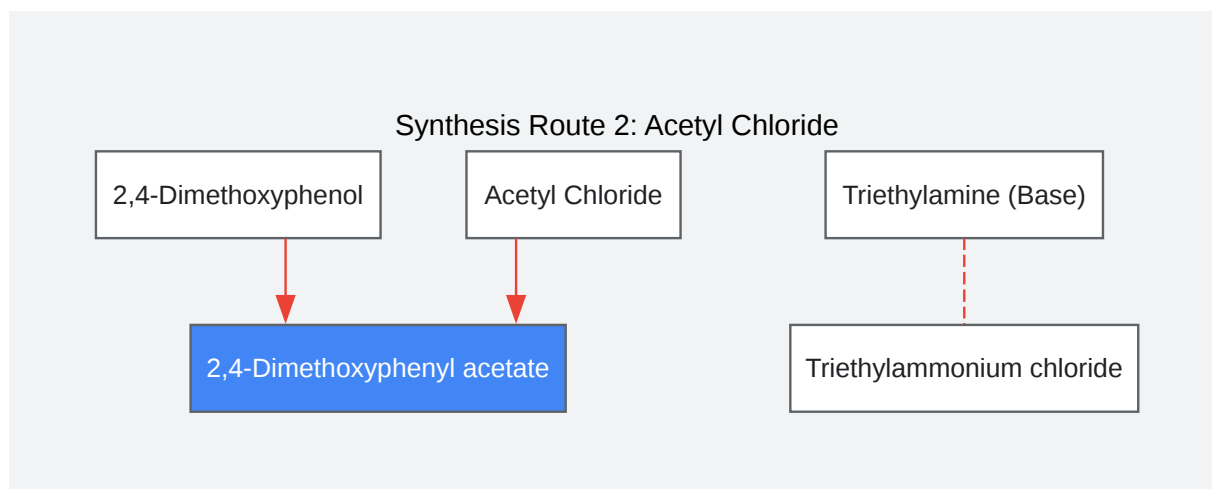 Synthesis Route 2: Acetyl Chloride
2,4-Dimethoxyphenol
Acetyl Chloride
Triethylamine (Base)
2,4-Dimethoxyphenyl acetate
Triethylammonium chloride